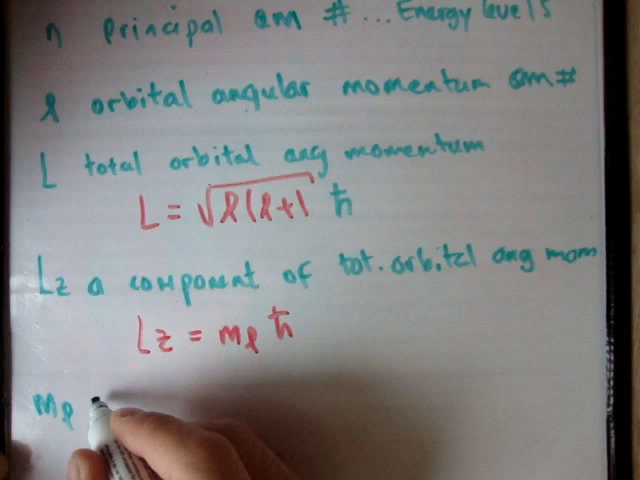 n principal QM # ... Energy levels
l orbital angular momentum QM #
L total orbital ang momentum
L = √l(l+1) ħ
Lz a component of tot. orbital ang mom
Lz = ml ħ
ml